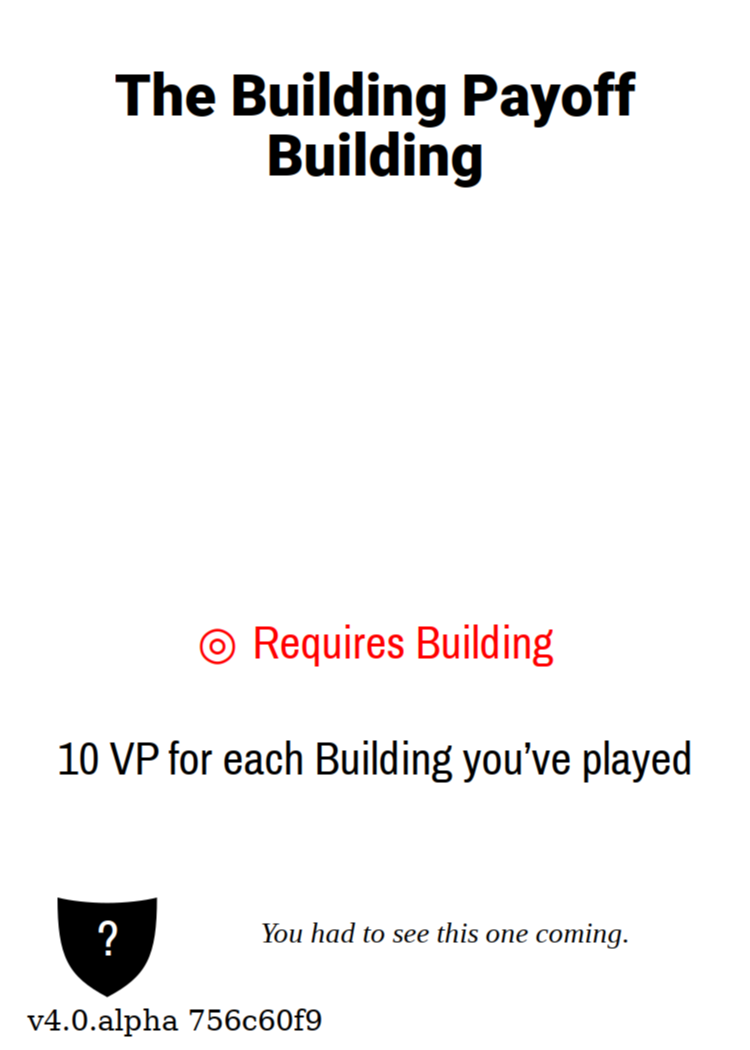 The Building Payoff
Building
◎ Requires Building
10 VP for each Building you’ve played
?
You had to see this one coming.
v4.0.alpha 756c60f9